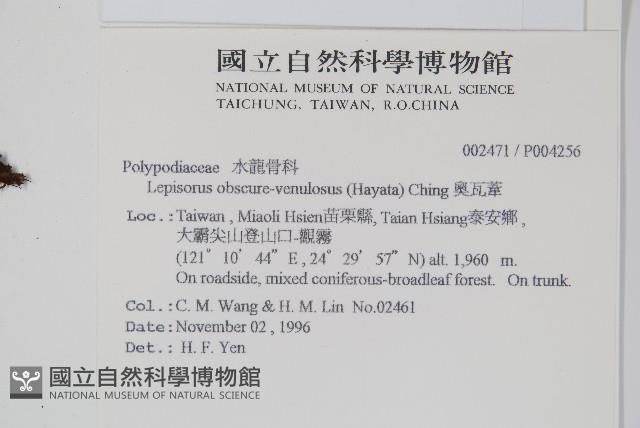 國立自然科學博物館
NATIONAL MUSEUM OF NATURAL SCIENCE
TAICHUNG, TAIWAN, R.O.CHINA
002471 / P004256
Polypodiaceae 水龍骨科
Lepisorus obscure-venulosus (Hayata) Ching 奧瓦葦
Loc.: Taiwan , Miaoli Hsien苗栗縣, Taian Hsiang泰安鄉 ,
大霸尖山登山口-觀霧
(121° 10' 44" E , 24° 29' 57" N) alt. 1,960 m.
On roadside, mixed coniferous-broadleaf forest. On trunk.
Col.: C. M. Wang & H. M. Lin No.02461
Date: November 02 , 1996
Det.: H. F. Yen
國立自然科學博物館
NATIONAL MUSEUM OF NATURAL SCIENCE